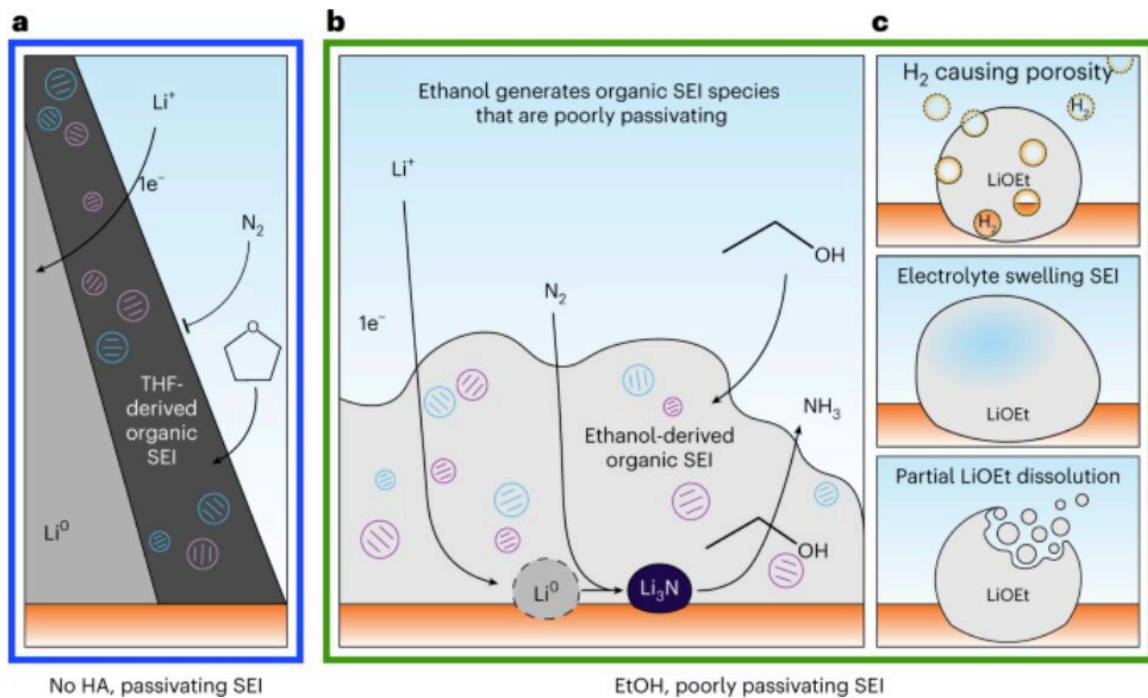 a
Li⁺
1e⁻
N₂
O
THF-
derived
organic
SEI
Li⁰
No HA, passivating SEI
b
Ethanol generates organic SEI species
that are poorly passivating
Li⁺
OH
N₂
1e⁻
NH₃
Ethanol-derived
organic SEI
OH
Li⁰
Li₃N
c
H₂ causing porosity
H₂
LiOEt
H₂
Electrolyte swelling SEI
LiOEt
Partial LiOEt dissolution
LiOEt
EtOH, poorly passivating SEI